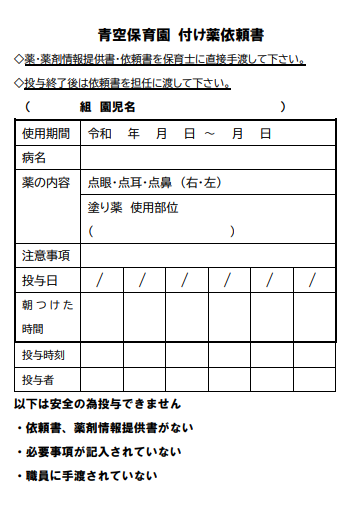 青空保育園 付け薬依頼書
◇薬・薬剤情報提供書・依頼書を保育士に直接手渡して下さい。
◇投与終了後は依頼書を担任に渡して下さい。
（　　　　組 園児名　　　　　　　　　　　　）
使用期間 令和　年　月　日 ～　月　日
病名
薬の内容 点眼・点耳・点鼻（右・左）
塗り薬 使用部位
（　　　　　　　　　　　　）
注意事項
投与日 / / / / / /
朝つけた
時間
投与時刻
投与者
以下は安全の為投与できません
・依頼書、薬剤情報提供書がない
・必要事項が記入されていない
・職員に手渡されていない